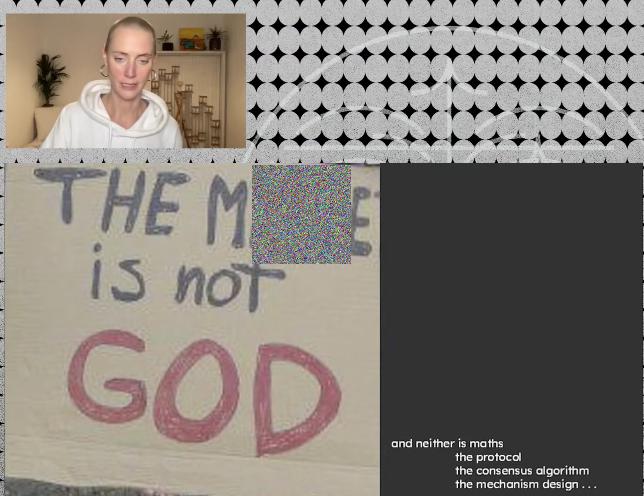 THE
is not
GOD
and neither is maths
the protocol
the consensus algorithm
the mechanism design . . .